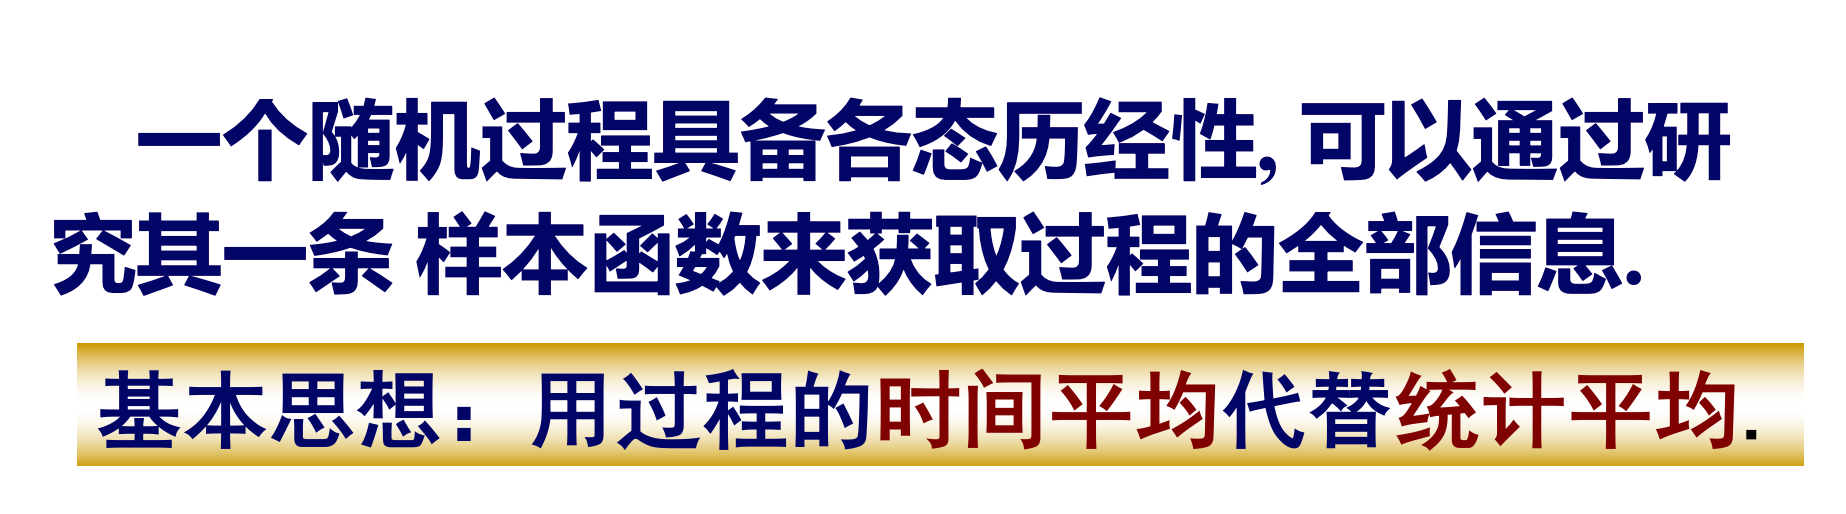 一个随机过程具备各态历经性, 可以通过研
究其一条 样本函数来获取过程的全部信息.
基本思想：用过程的时间平均代替统计平均.